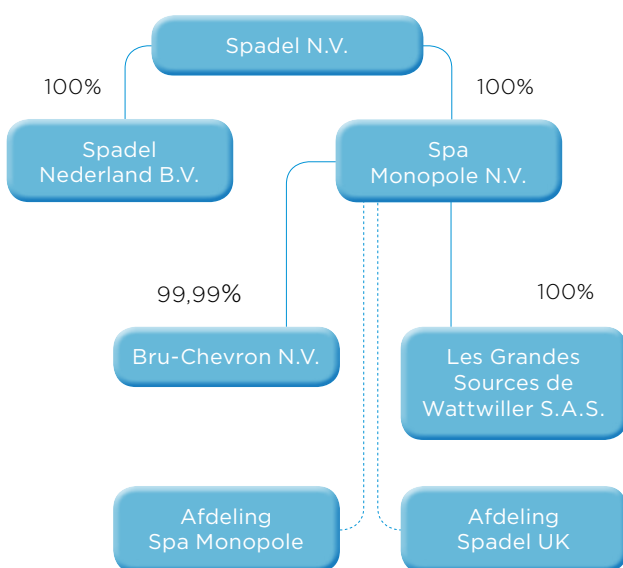 Spadel N.V.
100%
100%
Spadel
Nederland B.V.
Spa
Monopole N.V.
99,99%
100%
Bru-Chevron N.V.
Les Grandes
Sources de
Wattwiller S.A.S.
Afdeling
Spa Monopole
Afdeling
Spadel UK